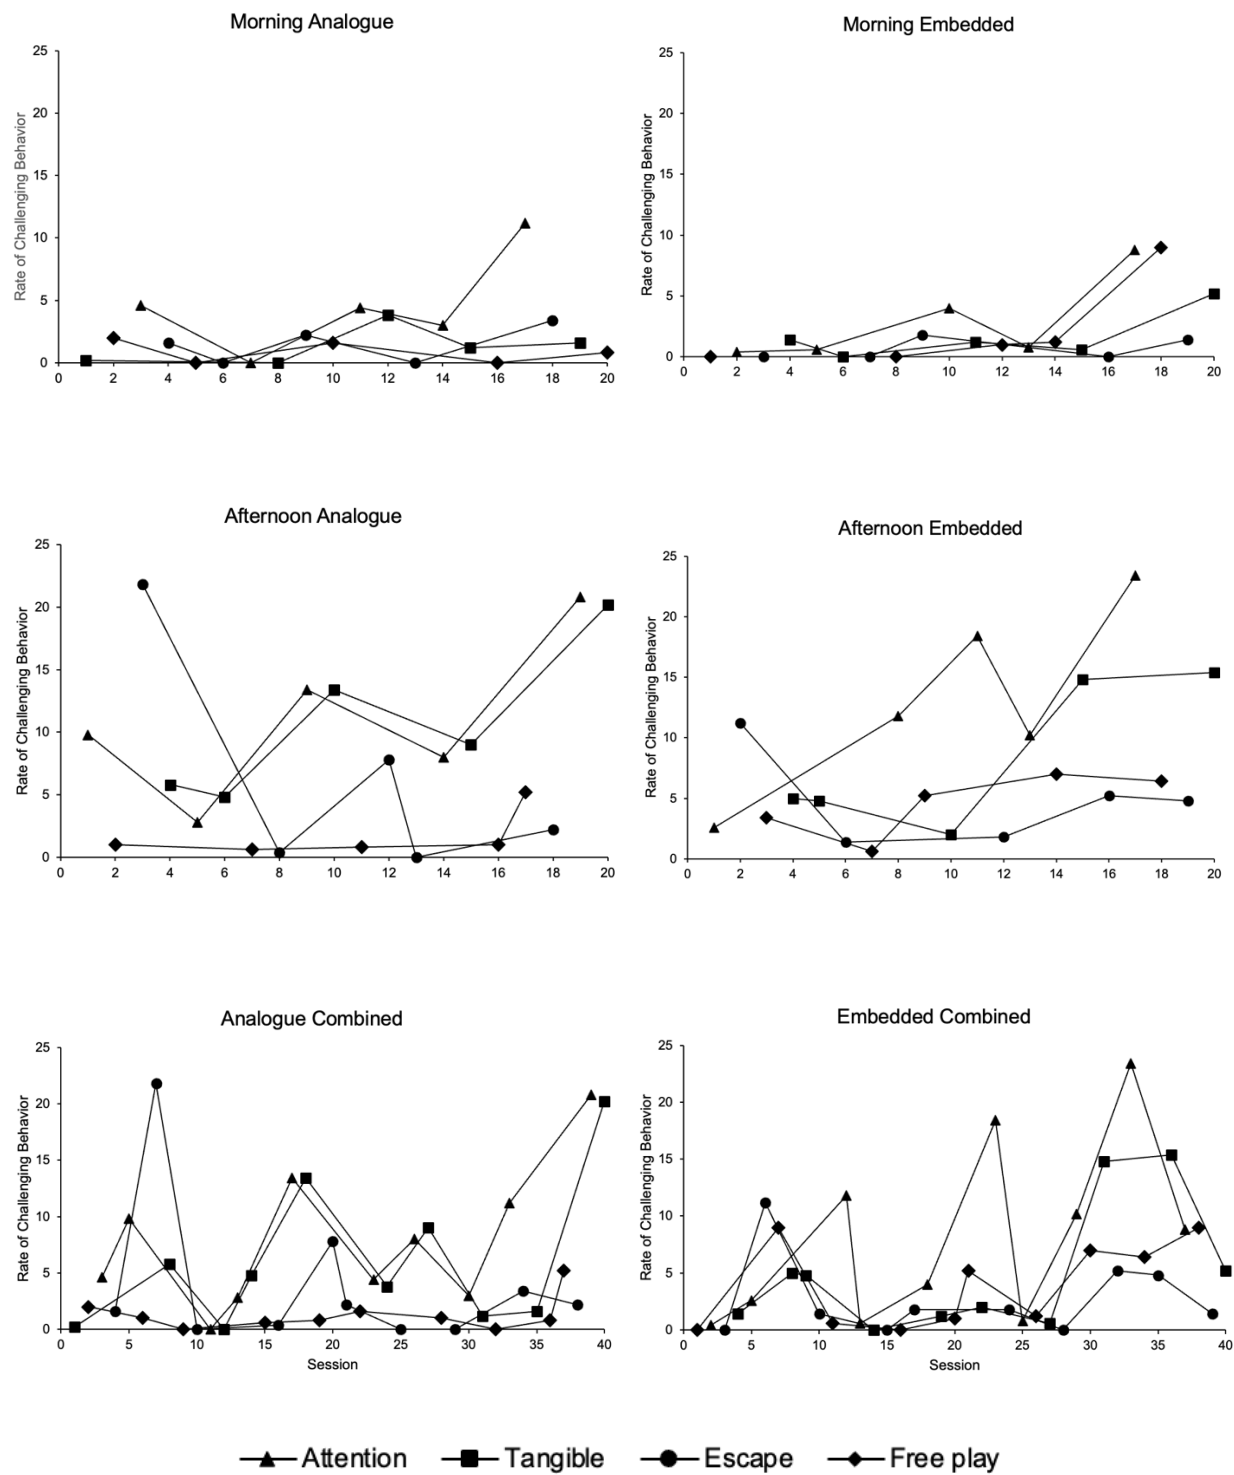 Morning Analogue
25
20
15
10
5
0
Rate of Challenging Behavior
0 2 4 6 8 10 12 14 16 18 20
Morning Embedded
25
20
15
10
5
0
Rate of Challenging Behavior
0 2 4 6 8 10 12 14 16 18 20
Afternoon Analogue
25
20
15
10
5
0
Rate of Challenging Behavior
0 2 4 6 8 10 12 14 16 18 20
Afternoon Embedded
25
20
15
10
5
0
Rate of Challenging Behavior
0 2 4 6 8 10 12 14 16 18 20
Analogue Combined
25
20
15
10
5
0
Rate of Challenging Behavior
0 5 10 15 20 25 30 35 40
Session
Embedded Combined
25
20
15
10
5
0
Rate of Challenging Behavior
0 5 10 15 20 25 30 35 40
Session
Attention Tangible Escape Free play